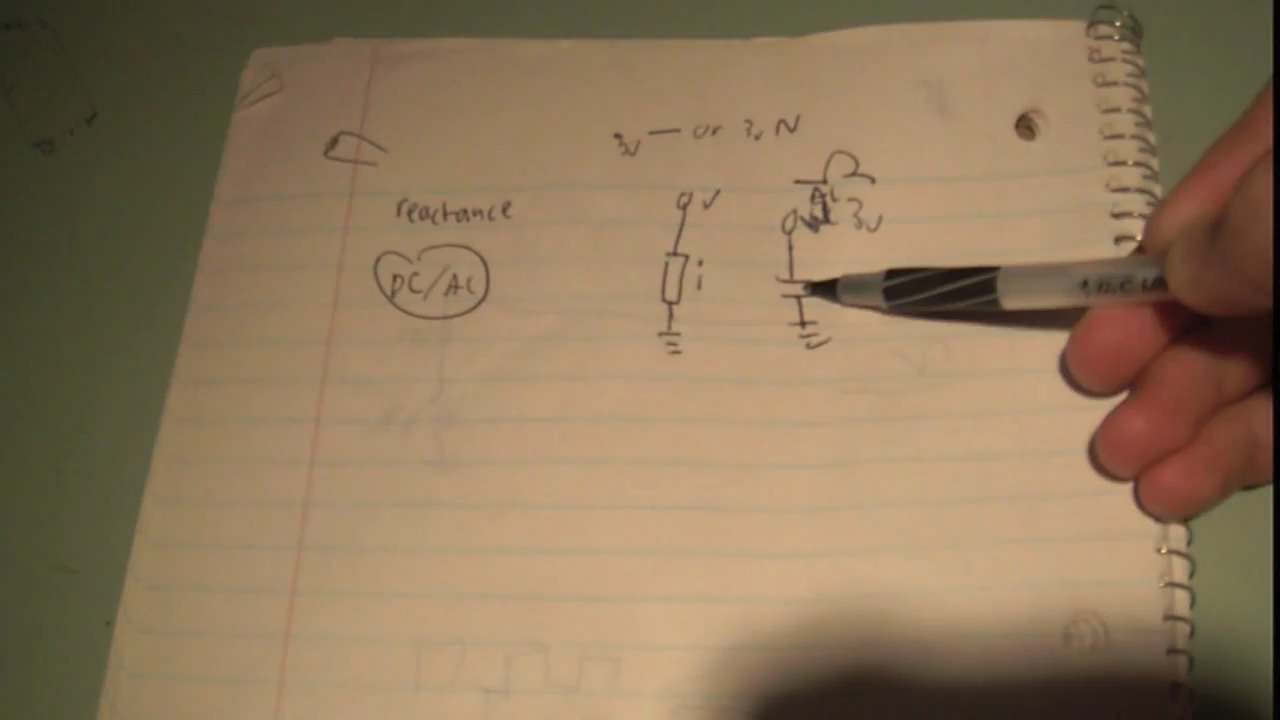 3v — or 3v N
reactance
v
3v
DC/AC
i